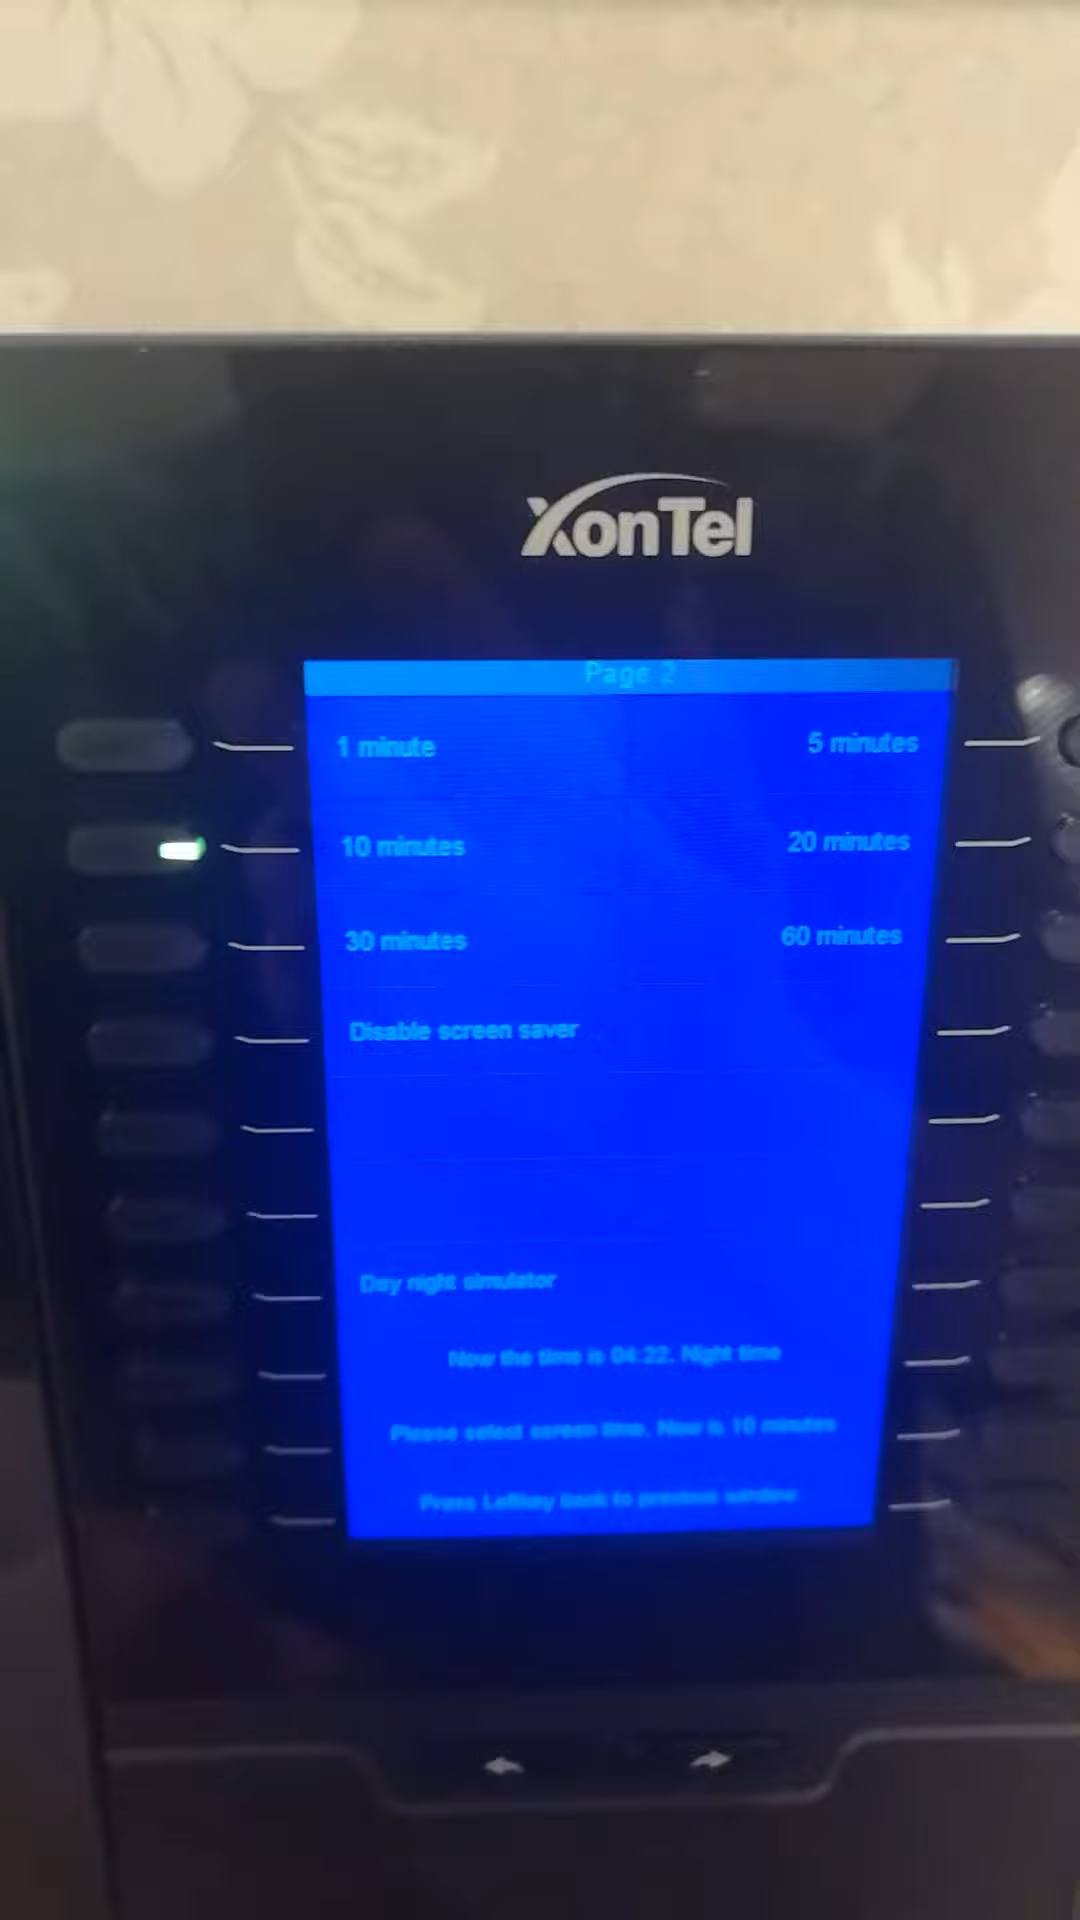 XonTel
Page 2
1 minute
5 minutes
10 minutes
20 minutes
30 minutes
60 minutes
Disable screen saver
Day night simulator
Now the time is 04:22. Night time
Please select screen time. Now is 10 minutes
Press Leftkey back to previous window